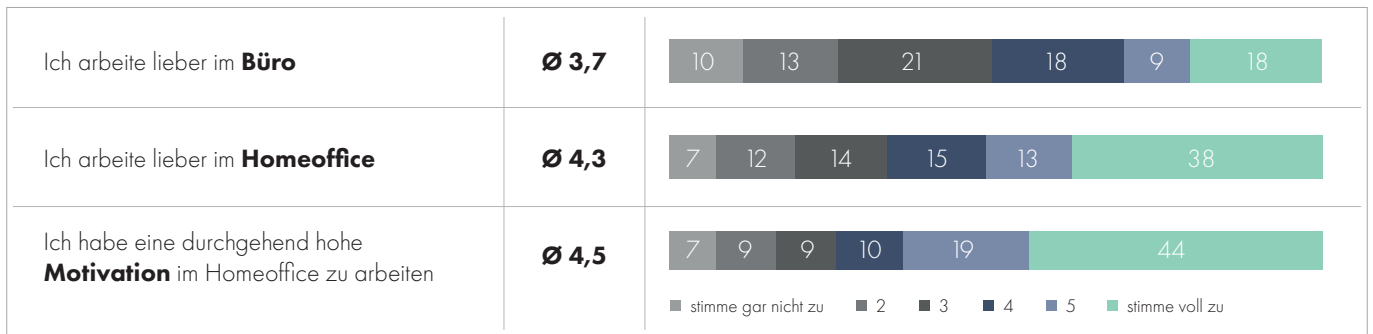 Ich arbeite lieber im Büro
Ø 3,7
10 13 21 18 9 18
Ich arbeite lieber im Homeoffice
Ø 4,3
7 12 14 15 13 38
Ich habe eine durchgehend hohe
Motivation im Homeoffice zu arbeiten
Ø 4,5
7 9 9 10 19 44
stimme gar nicht zu 2 3 4 5 stimme voll zu